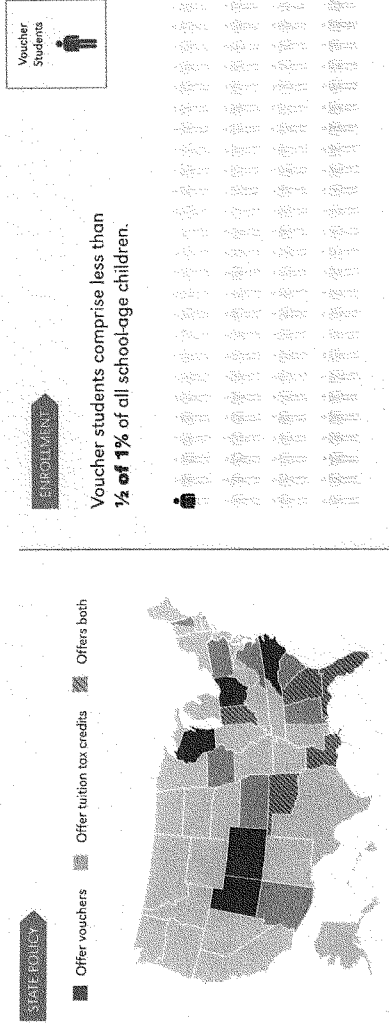 STATE POLICY
Offer vouchers
Offer tuition tax credits
Offers both
ENROLLMENT
Voucher students comprise less than
½ of 1% of all school-age children.
Voucher
Students